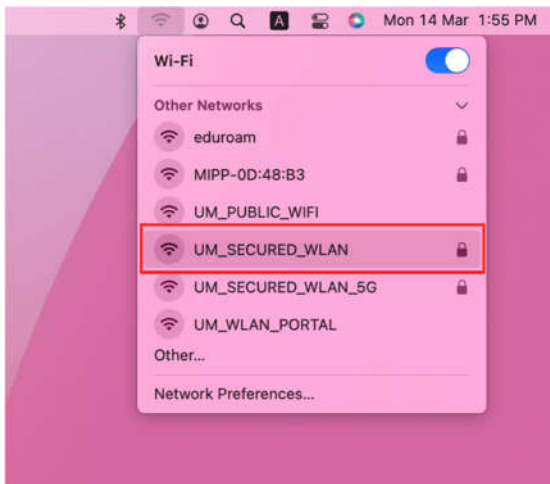 A Mon 14 Mar 1:55 PM
Wi-Fi
Other Networks
eduroam
MIPP-0D:48:B3
UM_PUBLIC_WIFI
UM_SECURED_WLAN
UM_SECURED_WLAN_5G
UM_WLAN_PORTAL
Other...
Network Preferences...